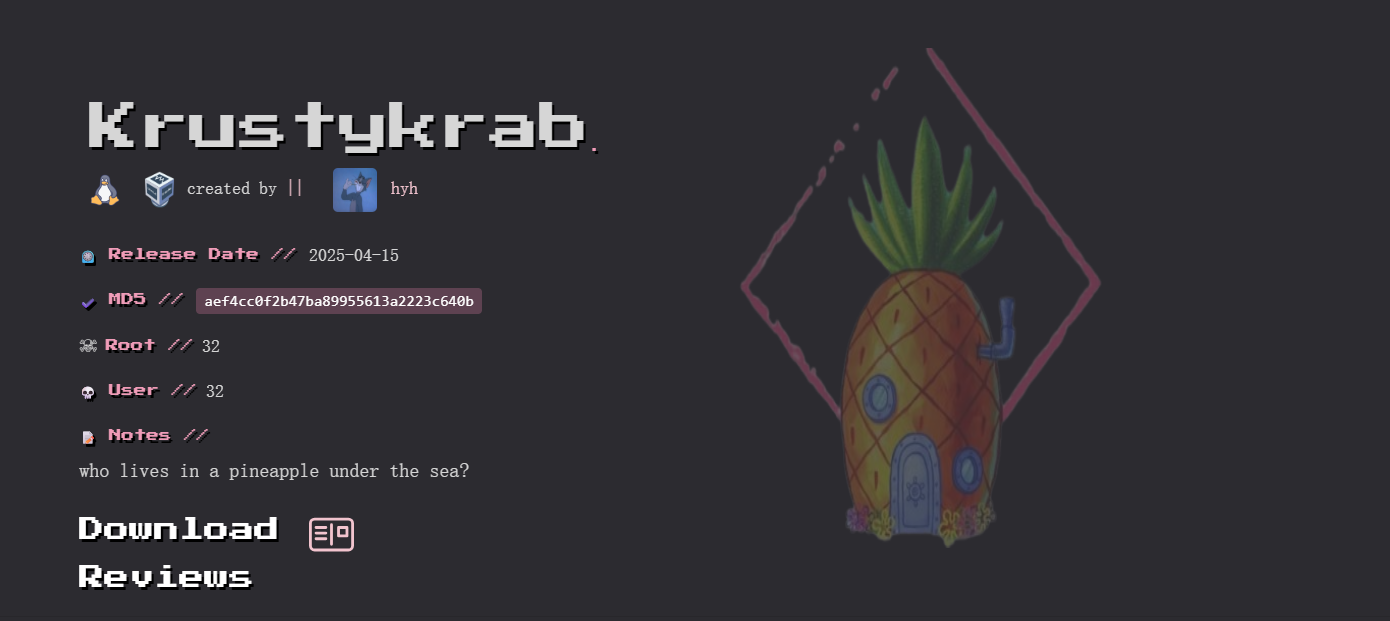 Krustykrab.
created by || hyh
Release Date // 2025-04-15
MD5 // aef4cc0f2b47ba89955613a2223c640b
Root // 32
User // 32
Notes //
who lives in a pineapple under the sea?
Download
Reviews